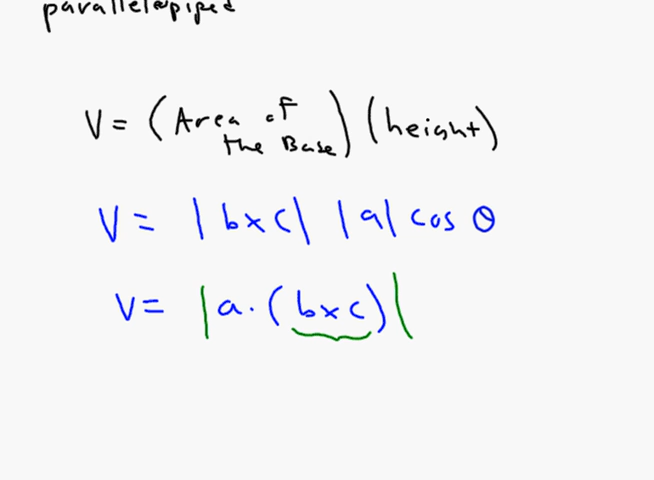 parallelepiped
V = (Area of the Base) (height)
V = |b×c| |a| cos θ
V = |a·(b×c)|